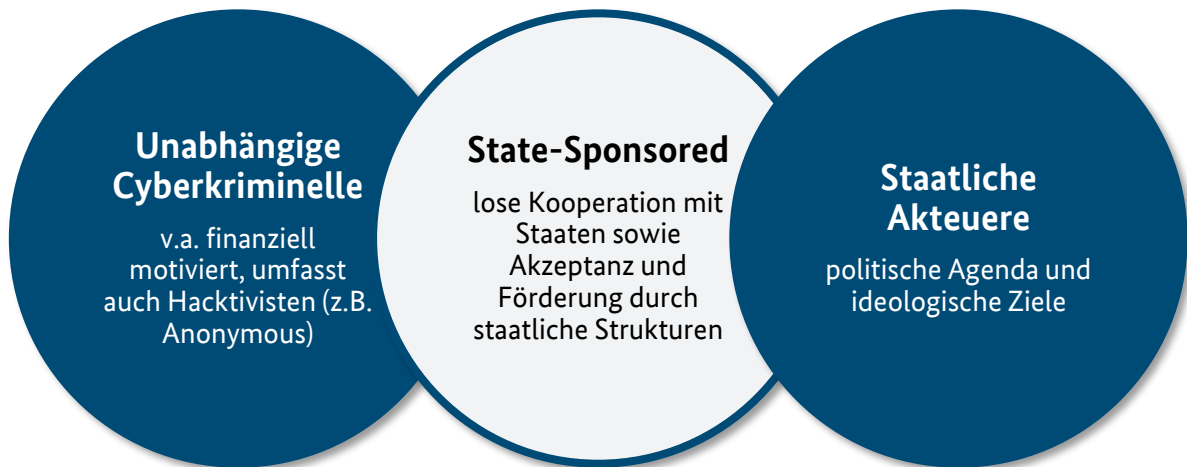 Unabhängige
Cyberkriminelle
v.a. finanziell
motiviert, umfasst
auch Hacktivisten (z.B.
Anonymous)
State-Sponsored
lose Kooperation mit
Staaten sowie
Akzeptanz und
Förderung durch
staatliche Strukturen
Staatliche
Akteuere
politische Agenda und
ideologische Ziele